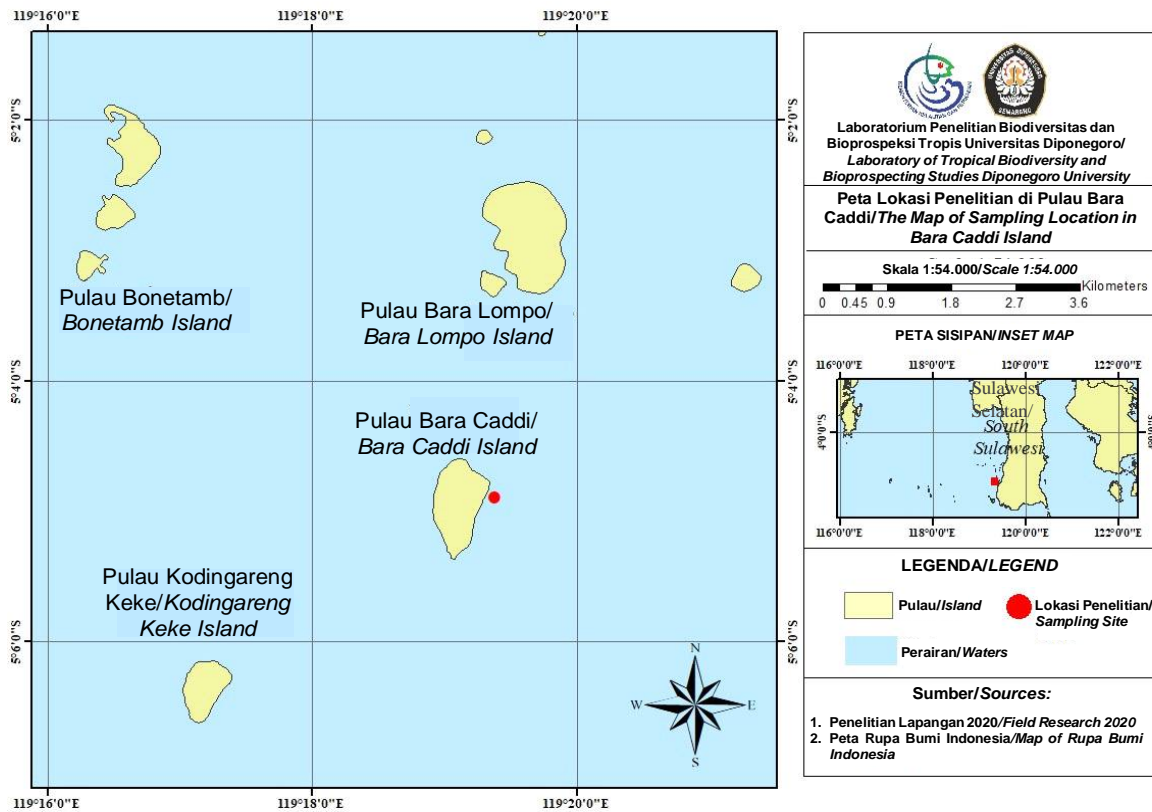 119°16'0"E
119°18'0"E
119°20'0"E
5°2'0"S
5°2'0"S
Pulau Bonetamb/
Bonetamb Island
Pulau Bara Lompo/
Bara Lompo Island
5°4'0"S
5°4'0"S
Pulau Bara Caddi/
Bara Caddi Island
Pulau Kodingareng
Keke/Kodingareng
Keke Island
5°6'0"S
5°6'0"S
N
W
E
S
119°16'0"E
119°18'0"E
119°20'0"E
UNIVERSITAS DIPONEGORO
SEMARANG
Laboratorium Penelitian Biodiversitas dan
Bioprospeksi Tropis Universitas Diponegoro/
Laboratory of Tropical Biodiversity and
Bioprospecting Studies Diponegoro University
Peta Lokasi Penelitian di Pulau Bara
Caddi/The Map of Sampling Location in
Bara Caddi Island
Skala 1:54.000/Scale 1:54.000
Kilometers
0 0.45 0.9 1.8 2.7 3.6
PETA SISIPAN/INSET MAP
116°0'0"E 118°0'0"E 120°0'0"E 122°0'0"E
Sulawesi
Selatan/
South
Sulawesi
4°0'0"S
116°0'0"E 118°0'0"E 120°0'0"E 122°0'0"E
LEGENDA/LEGEND
Pulau/Island
Lokasi Penelitian/
Sampling Site
Perairan/Waters
Sumber/Sources:
1. Penelitian Lapangan 2020/Field Research 2020
2. Peta Rupa Bumi Indonesia/Map of Rupa Bumi
Indonesia